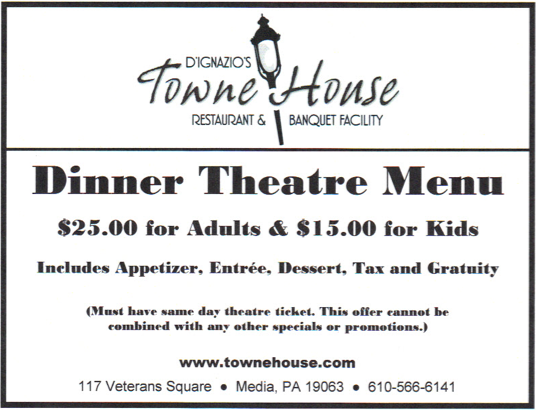 D'IGNAZIO'S
Towne House
RESTAURANT & BANQUET FACILITY
Dinner Theatre Menu
$25.00 for Adults & $15.00 for Kids
Includes Appetizer, Entrée, Dessert, Tax and Gratuity
(Must have same day theatre ticket. This offer cannot be
combined with any other specials or promotions.)
www.townehouse.com
117 Veterans Square ● Media, PA 19063 ● 610-566-6141